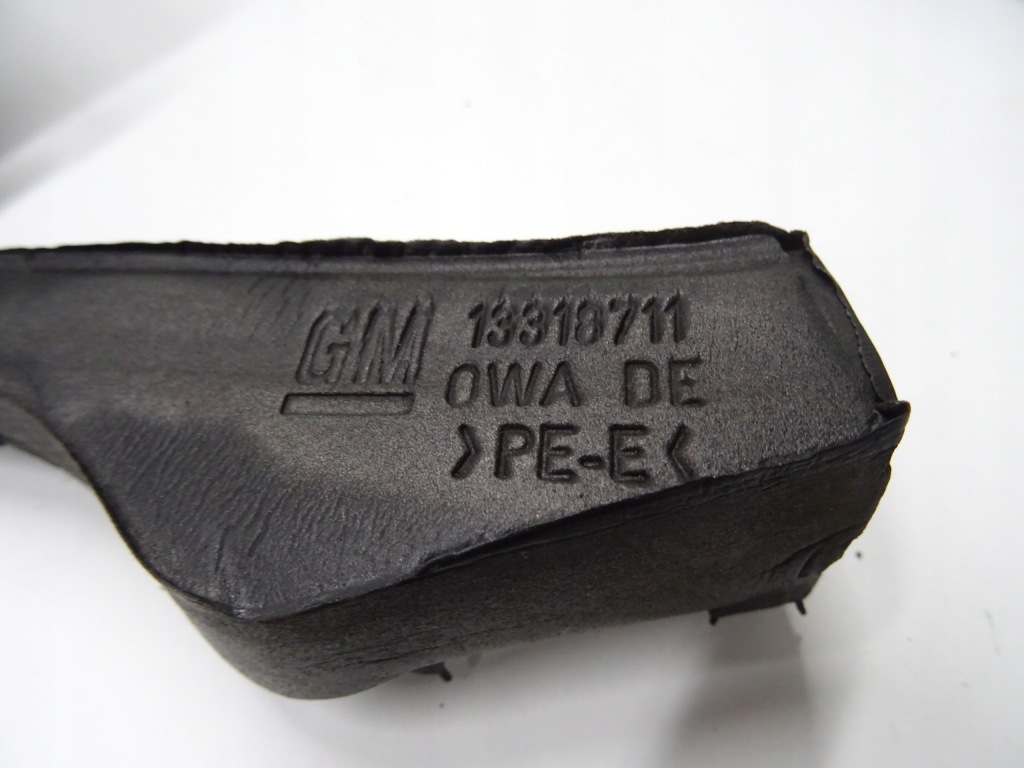 GM 13318711
OWA DE
>PE-E<